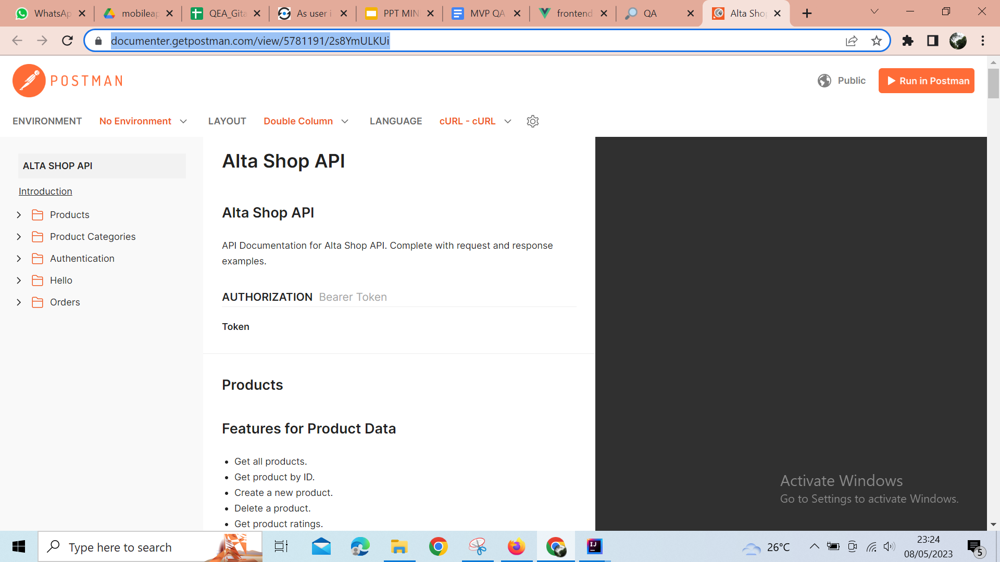 WhatsAp
mobileap
QEA_Gita
As user i
PPT MIN
MVP QA
frontend
QA
Alta Shop
documenter.getpostman.com/view/5781191/2s8YmULKUi
POSTMAN
Public
Run in Postman
ENVIRONMENT No Environment LAYOUT Double Column LANGUAGE cURL - cURL
ALTA SHOP API
Introduction
Products
Product Categories
Authentication
Hello
Orders
Alta Shop API
Alta Shop API
API Documentation for Alta Shop API. Complete with request and response
examples.
AUTHORIZATION Bearer Token
Token
Products
Features for Product Data
Get all products.
Get product by ID.
Create a new product.
Delete a product.
Get product ratings.
Activate Windows
Go to Settings to activate Windows.
Type here to search
IJ
26°C
23:24
08/05/2023
5